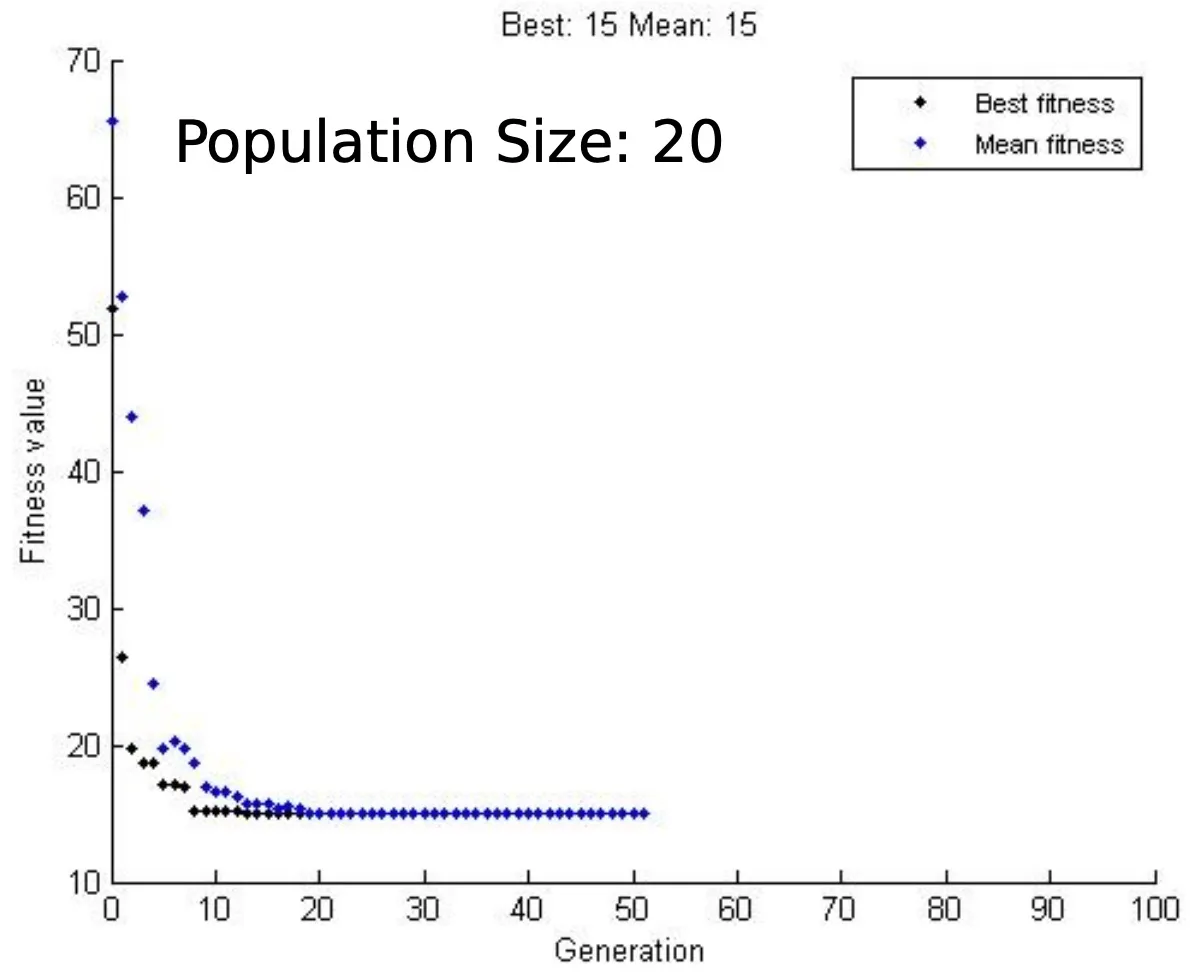 Best: 15 Mean: 15
70
Best fitness
Mean fitness
Population Size: 20
60
50
40
30
20
10
Fitness value
0 10 20 30 40 50 60 70 80 90 100
Generation